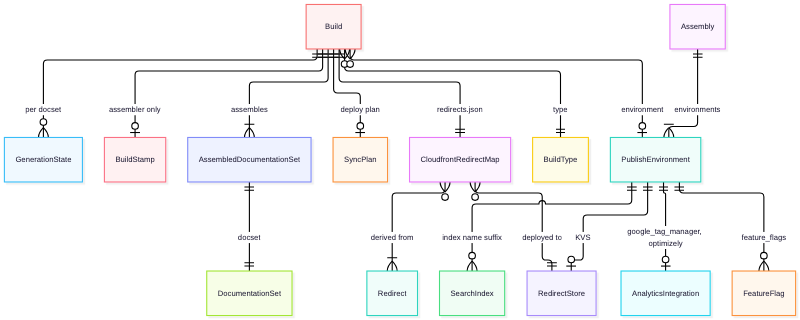 Build
Assembly
per docset
assembler only
assembles
deploy plan
redirects.json
type
environment
environments
GenerationState
BuildStamp
AssembledDocumentationSet
SyncPlan
CloudfrontRedirectMap
BuildType
PublishEnvironment
docset
derived from
index name suffix
deployed to
KVS
google_tag_manager,
optimizely
feature_flags
DocumentationSet
Redirect
SearchIndex
RedirectStore
AnalyticsIntegration
FeatureFlag